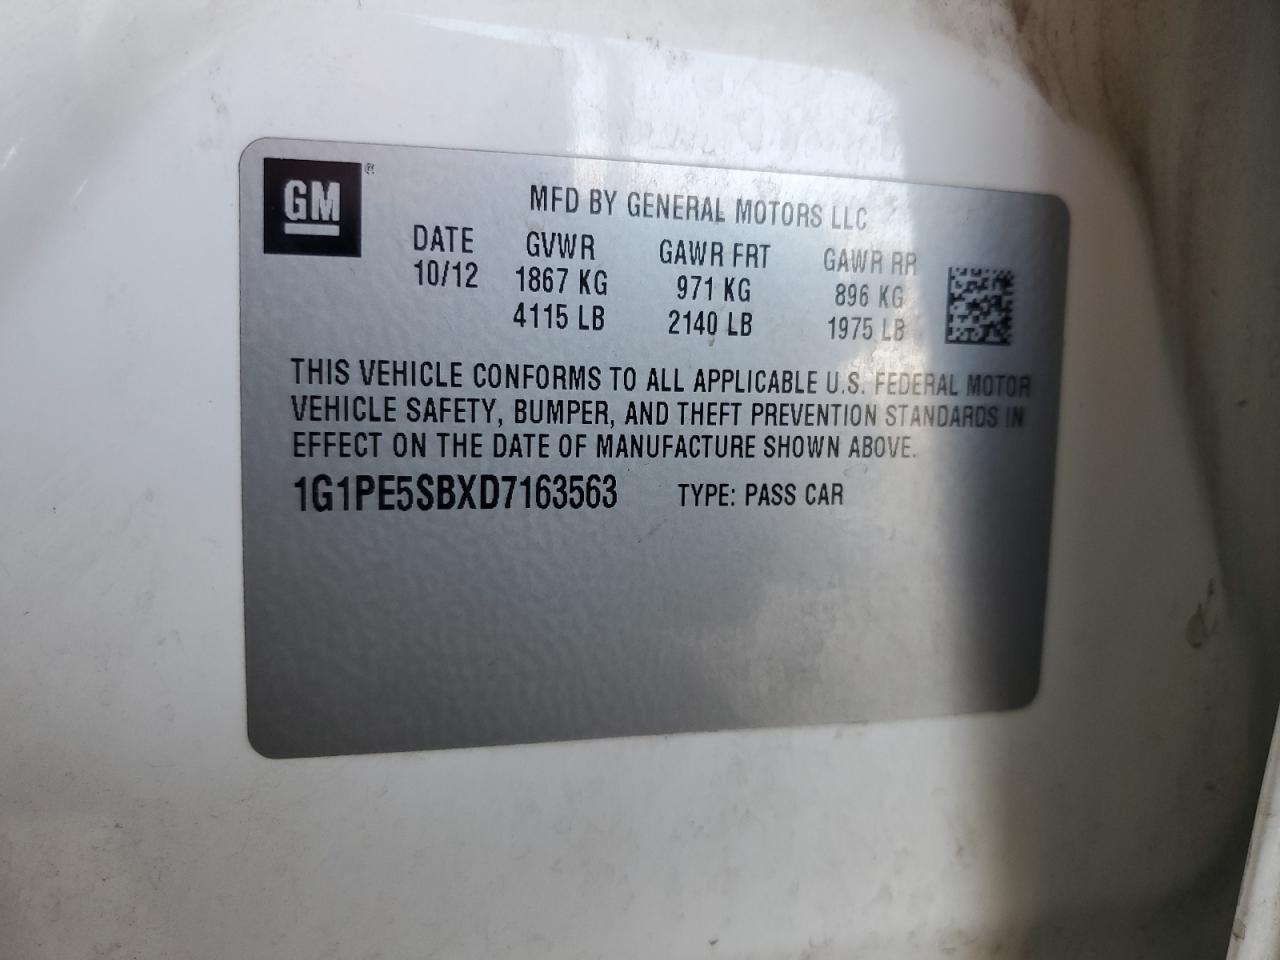 GM ®
MFD BY GENERAL MOTORS LLC
DATE GVWR GAWR FRT GAWR RR
10/12 1867 KG 971 KG 896 KG
4115 LB 2140 LB 1975 LB
THIS VEHICLE CONFORMS TO ALL APPLICABLE U.S. FEDERAL MOTOR
VEHICLE SAFETY, BUMPER, AND THEFT PREVENTION STANDARDS IN
EFFECT ON THE DATE OF MANUFACTURE SHOWN ABOVE.
1G1PE5SBXD7163563 TYPE: PASS CAR